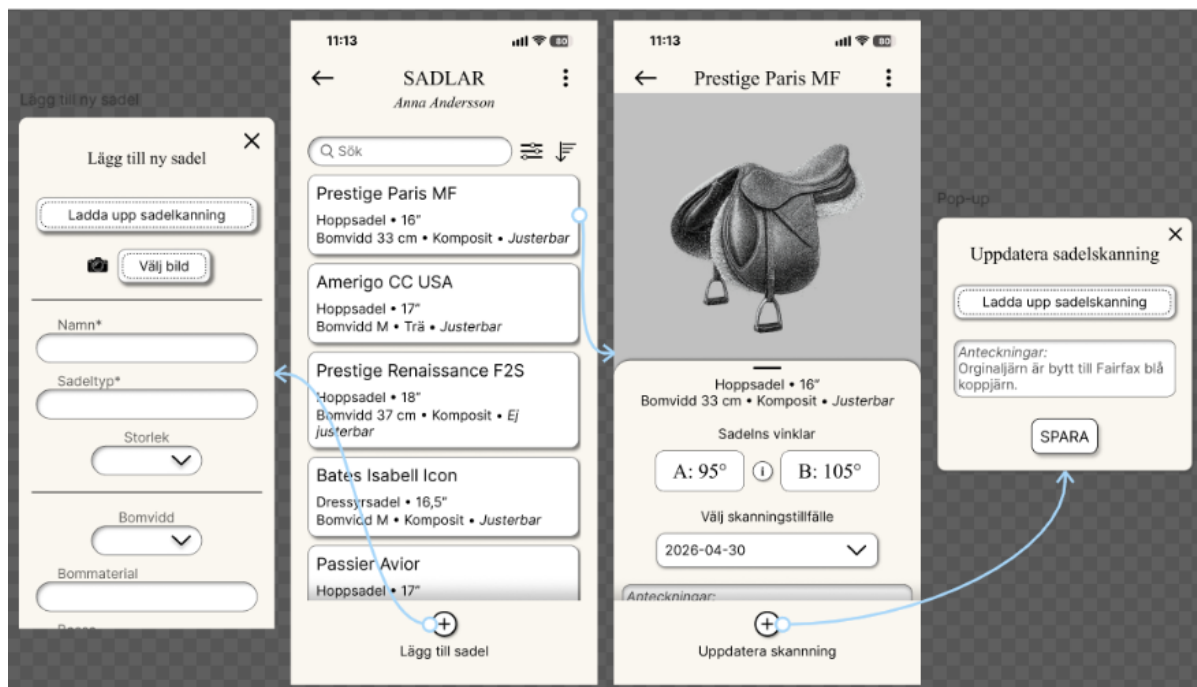 Lägg till ny sadel
Lägg till ny sadel
Ladda upp sadelkanning
Välj bild
Namn*
Sadeltyp*
Storlek
Bomvidd
Bommaterial
11:13
80
SADLAR
Anna Andersson
Sök
Prestige Paris MF
Hoppsadel • 16"
Bomvidd 33 cm • Komposit • Justerbar
Amerigo CC USA
Hoppsadel • 17"
Bomvidd M • Trä • Justerbar
Prestige Renaissance F2S
Hoppsadel • 18"
Bomvidd 37 cm • Komposit • Ej
justerbar
Bates Isabell Icon
Dressyrsadel • 16,5"
Bomvidd M • Komposit • Justerbar
Passier Avior
Hoppsadel • 17"
Lägg till sadel
11:13
80
Prestige Paris MF
Hoppsadel • 16"
Bomvidd 33 cm • Komposit • Justerbar
Sadelns vinklar
A: 95°
i
B: 105°
Välj skanningstillfälle
2026-04-30
Anteckningar:
Uppdatera skannning
Pop-up
Uppdatera sadelskanning
Ladda upp sadelskanning
Anteckningar:
Orginaljärn är bytt till Fairfax blå
koppjärn.
SPARA